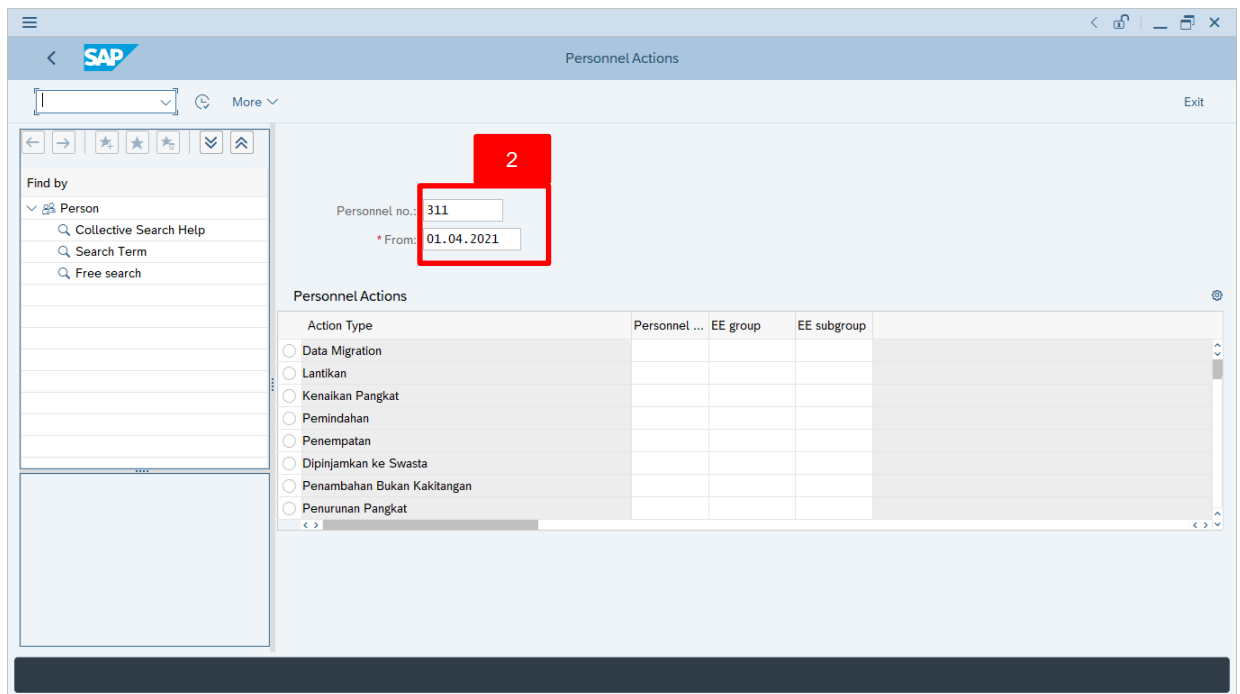 SAP
Personnel Actions
More
Exit
2
Find by
Person
Collective Search Help
Search Term
Free search
Personnel no.: 311
* From: 01.04.2021
Personnel Actions
Action Type Personnel ... EE group EE subgroup
Data Migration
Lantikan
Kenaikan Pangkat
Pemindahan
Penempatan
Dipinjamkan ke Swasta
Penambahan Bukan Kakitangan
Penurunan Pangkat